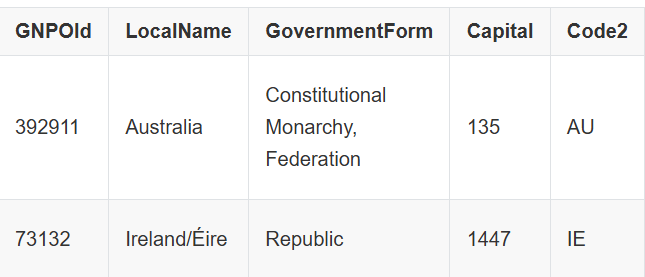 GNPOld LocalName GovernmentForm Capital Code2
392911 Australia Constitutional Monarchy, Federation 135 AU
73132 Ireland/Éire Republic 1447 IE